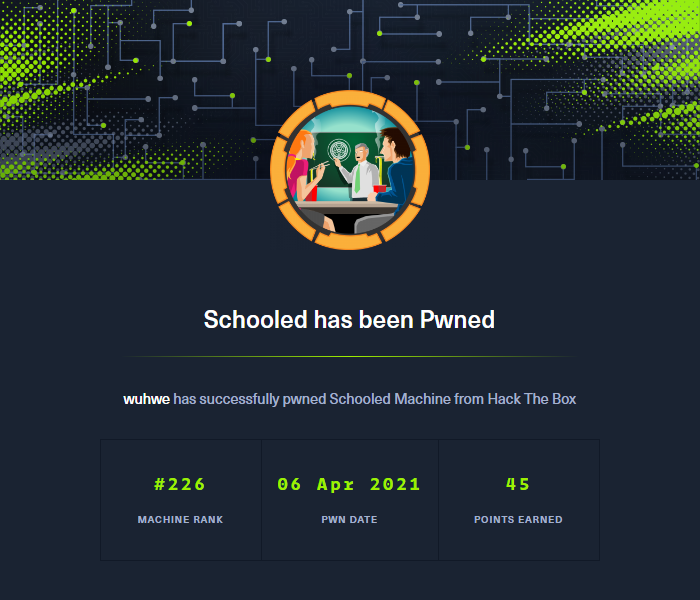 Schooled has been Pwned
wuhwe has successfully pwned Schooled Machine from Hack The Box
#226
06 Apr 2021
45
MACHINE RANK
PWN DATE
POINTS EARNED